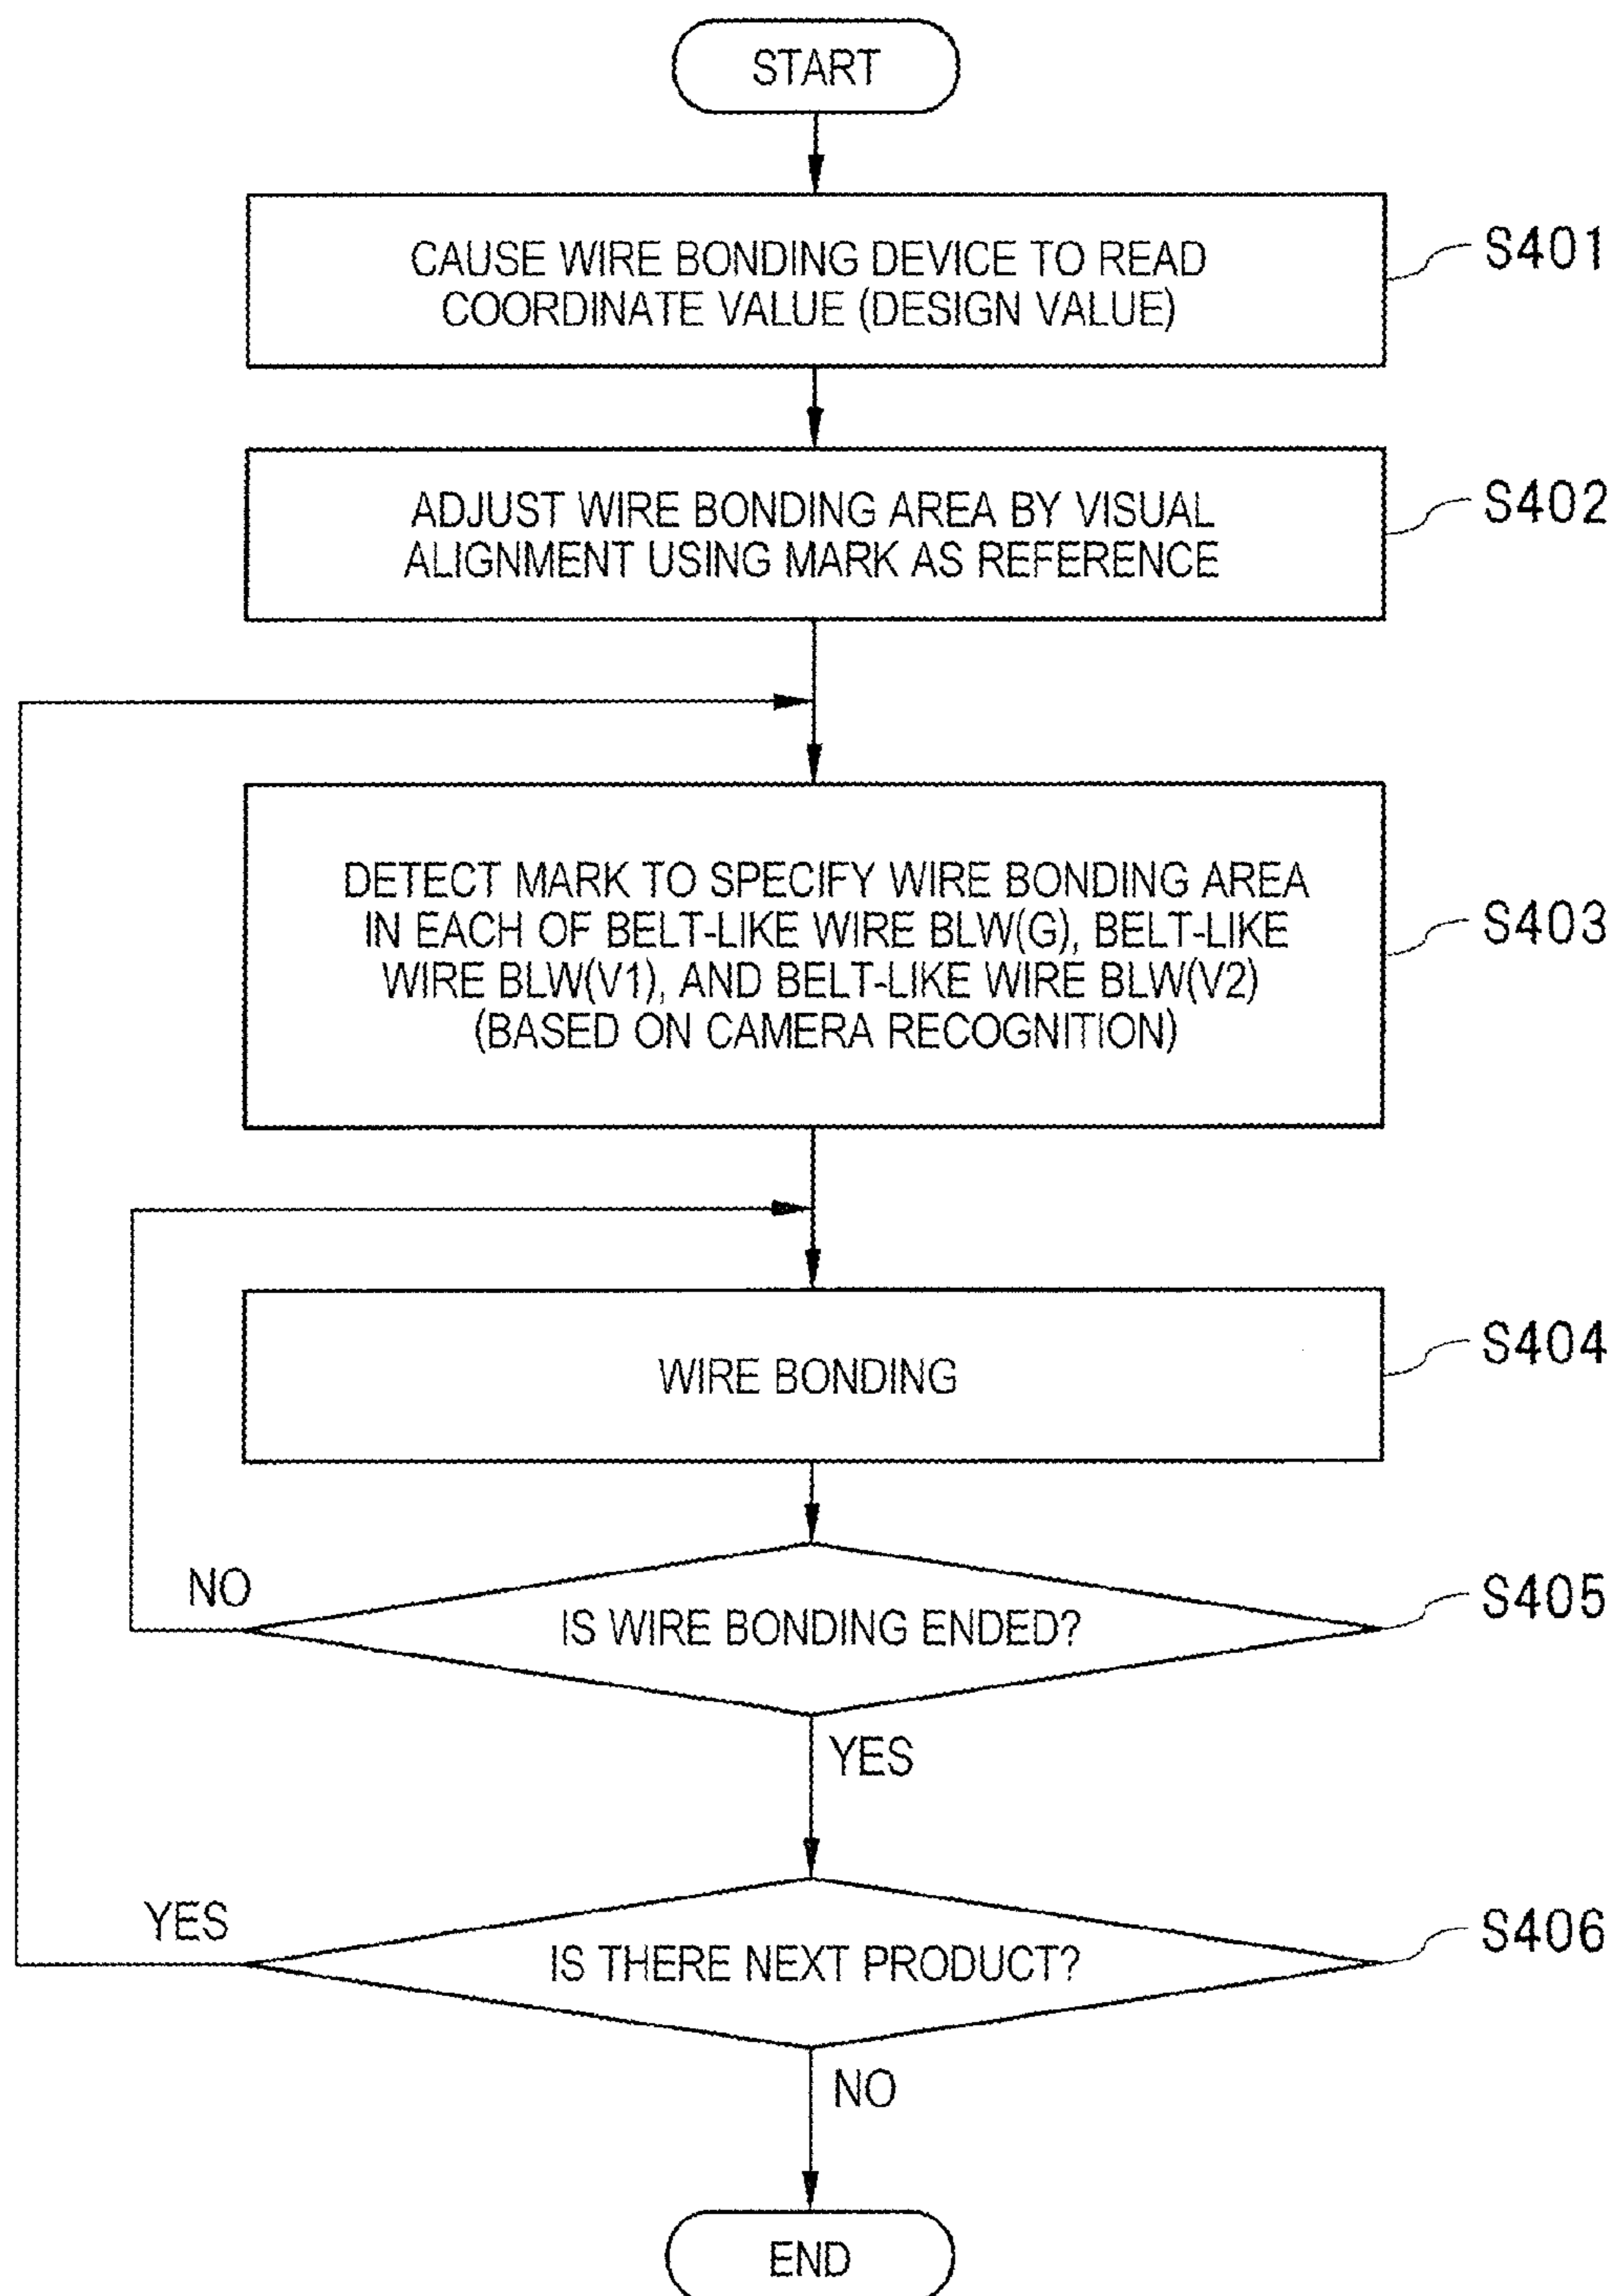 START
CAUSE WIRE BONDING DEVICE TO READ
COORDINATE VALUE (DESIGN VALUE)
S401
ADJUST WIRE BONDING AREA BY VISUAL
ALIGNMENT USING MARK AS REFERENCE
S402
DETECT MARK TO SPECIFY WIRE BONDING AREA
IN EACH OF BELT-LIKE WIRE BLW(G), BELT-LIKE
WIRE BLW(V1), AND BELT-LIKE WIRE BLW(V2)
(BASED ON CAMERA RECOGNITION)
S403
WIRE BONDING
S404
NO
IS WIRE BONDING ENDED?
S405
YES
YES
IS THERE NEXT PRODUCT?
S406
NO
END